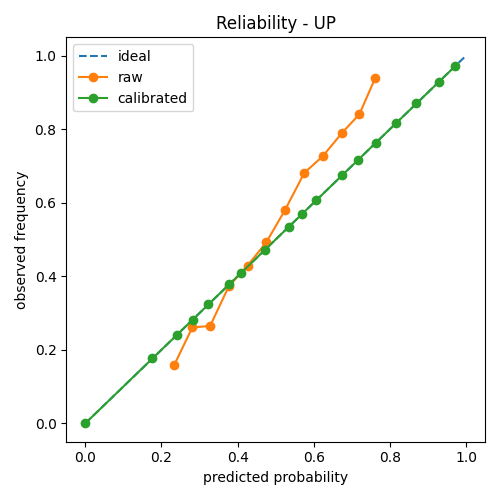 Reliability - UP
ideal
raw
calibrated
observed frequency
1.0
0.8
0.6
0.4
0.2
0.0
0.0 0.2 0.4 0.6 0.8 1.0
predicted probability